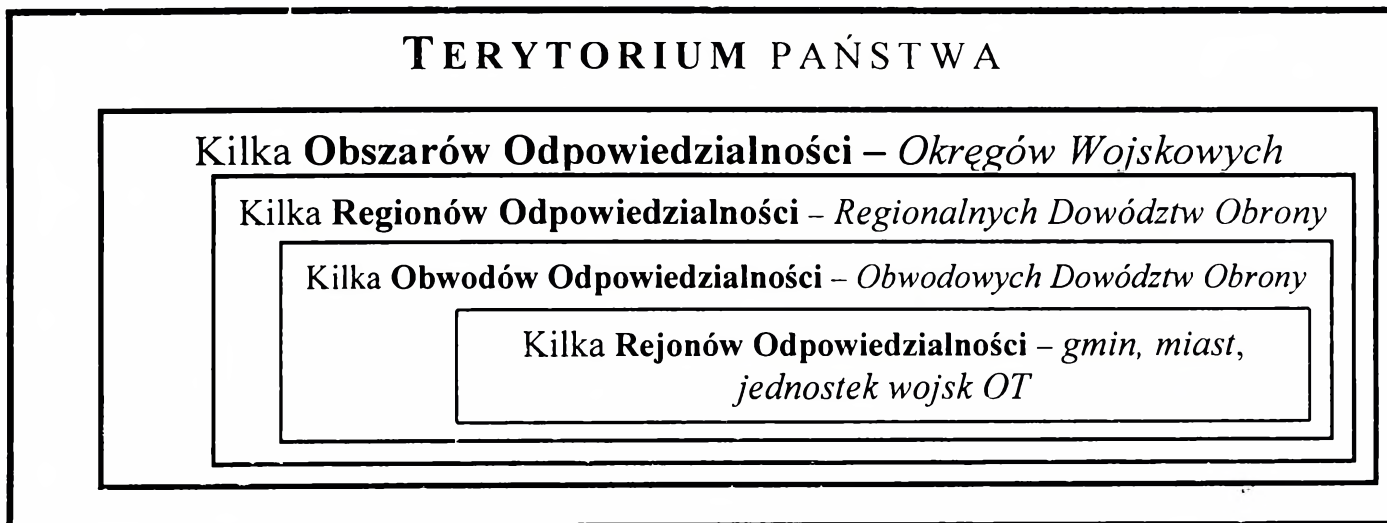 TERYTORIUM PAŃSTWA
Kilka Obszarów Odpowiedzialności – Okręgów Wojskowych
Kilka Regionów Odpowiedzialności – Regionalnych Dowództw Obrony
Kilka Obwodów Odpowiedzialności – Obwodowych Dowództw Obrony
Kilka Rejonów Odpowiedzialności – gmin, miast,
jednostek wojsk OT